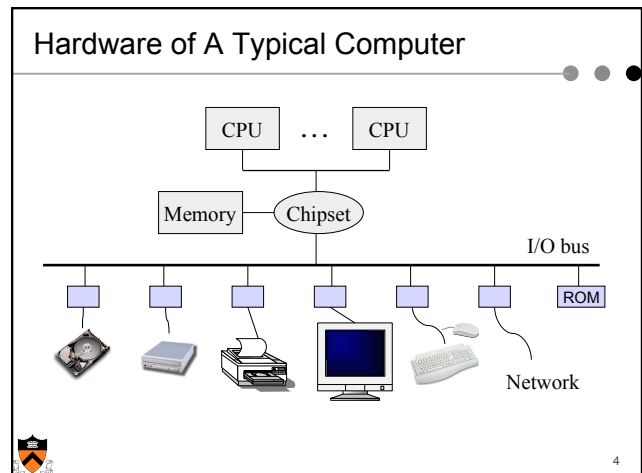 Hardware of A Typical Computer
CPU ... CPU
Memory Chipset
I/O bus
ROM
Network
4